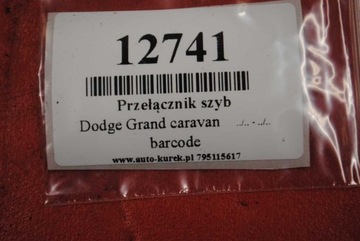 12741
Przełącznik szyb
Dodge Grand caravan ..-.. - ..-..
barcode
www.auto-kurek.pl 795115617